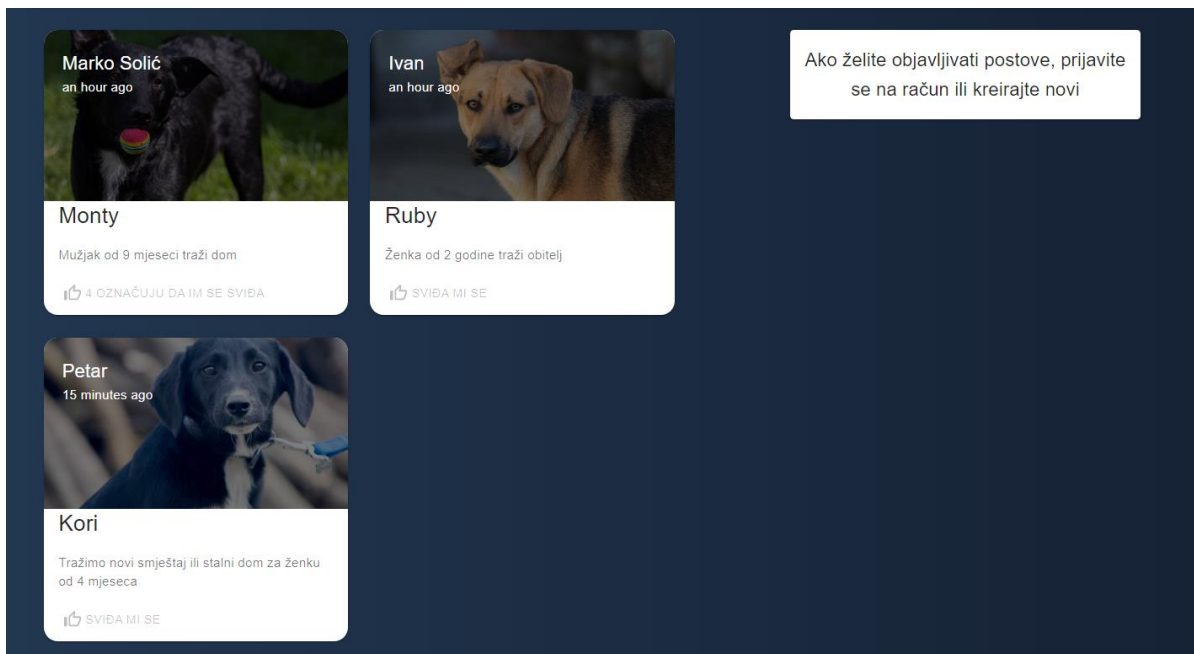 Marko Solić
an hour ago
Monty
Mužjak od 9 mjeseci traži dom
4 OZNAČUJU DA IM SE SVIĐA
Ivan
an hour ago
Ruby
Ženka od 2 godine traži obitelj
SVIĐA MI SE
Petar
15 minutes ago
Kori
Tražimo novi smještaj ili stalni dom za ženku
od 4 mjeseca
SVIĐA MI SE
Ako želite objavljivati postove, prijavite
se na račun ili kreirajte novi